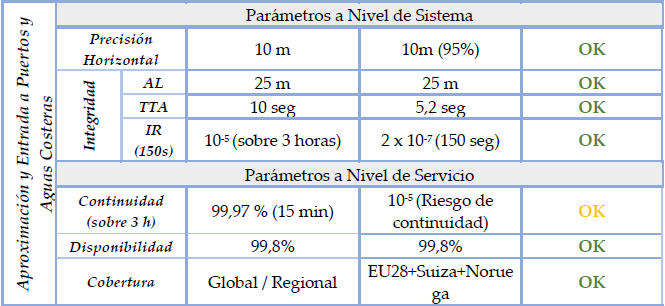 Aproximación y Entrada a Puertos y
Aguas Costeras
Parámetros a Nivel de Sistema
Precisión
Horizontal
10 m
10m (95%)
OK
Integridad
AL
25 m
25 m
OK
TTA
10 seg
5,2 seg
OK
IR
(150s)
10-5 (sobre 3 horas)
2 x 10-7 (150 seg)
OK
Parámetros a Nivel de Servicio
Continuidad
(sobre 3 h)
99,97 % (15 min)
10-5 (Riesgo de
continuidad)
OK
Disponibilidad
99,8%
99,8%
OK
Cobertura
Global / Regional
EU28+Suiza+Norue
ga
OK